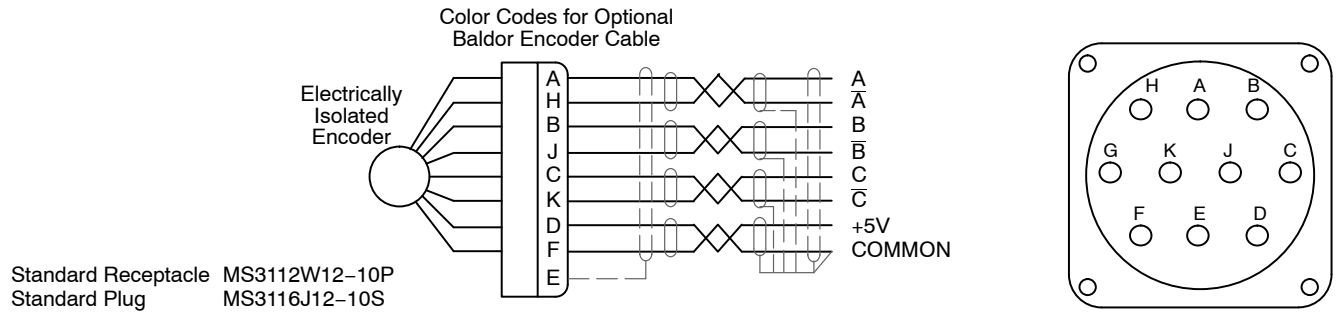 Color Codes for Optional
Baldor Encoder Cable
Electrically
Isolated
Encoder
A
H
B
J
C
K
D
F
E
A
A̅
B
B̅
C
C̅
+5V
COMMON
Standard Receptacle MS3112W12−10P
Standard Plug MS3116J12−10S
H A B
G K J C
F E D